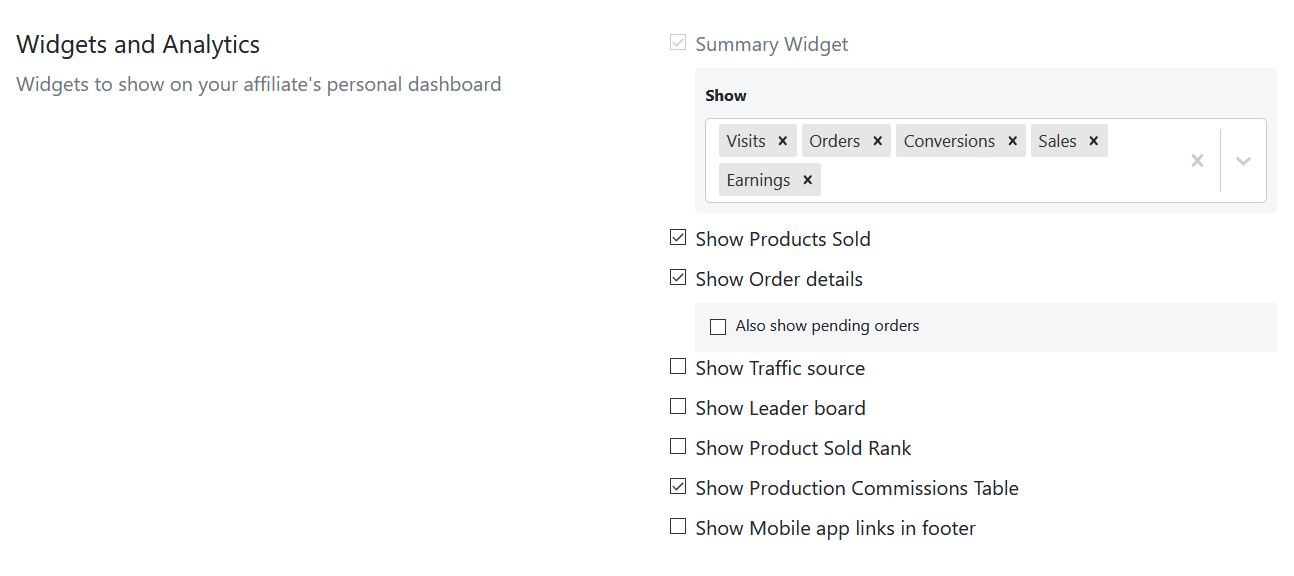 Widgets and Analytics
Widgets to show on your affiliate's personal dashboard
Summary Widget
Show
Visits × Orders × Conversions × Sales ×
Earnings ×
Show Products Sold
Show Order details
Also show pending orders
Show Traffic source
Show Leader board
Show Product Sold Rank
Show Production Commissions Table
Show Mobile app links in footer